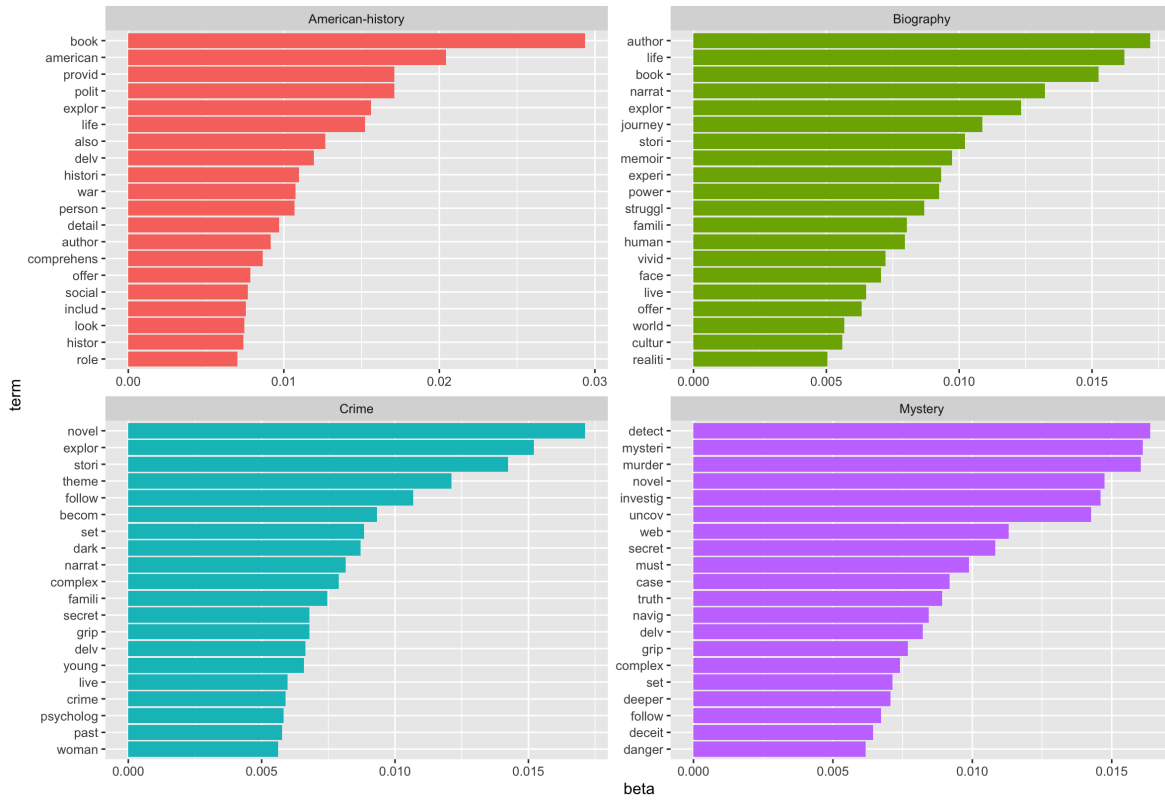 American-history
book
american
provid
polit
explor
life
also
delv
histori
war
person
detail
author
comprehens
offer
social
includ
look
histor
role
0.00 0.01 0.02 0.03
Biography
author
life
book
narrat
explor
journey
stori
memoir
experi
power
struggl
famili
human
vivid
face
live
offer
world
cultur
realiti
0.000 0.005 0.010 0.015
term
Crime
novel
explor
stori
theme
follow
becom
set
dark
narrat
complex
famili
secret
grip
delv
young
live
crime
psycholog
past
woman
0.000 0.005 0.010 0.015
Mystery
detect
mysteri
murder
novel
investig
uncov
web
secret
must
case
truth
navig
delv
grip
complex
set
deeper
follow
deceit
danger
0.000 0.005 0.010 0.015
beta